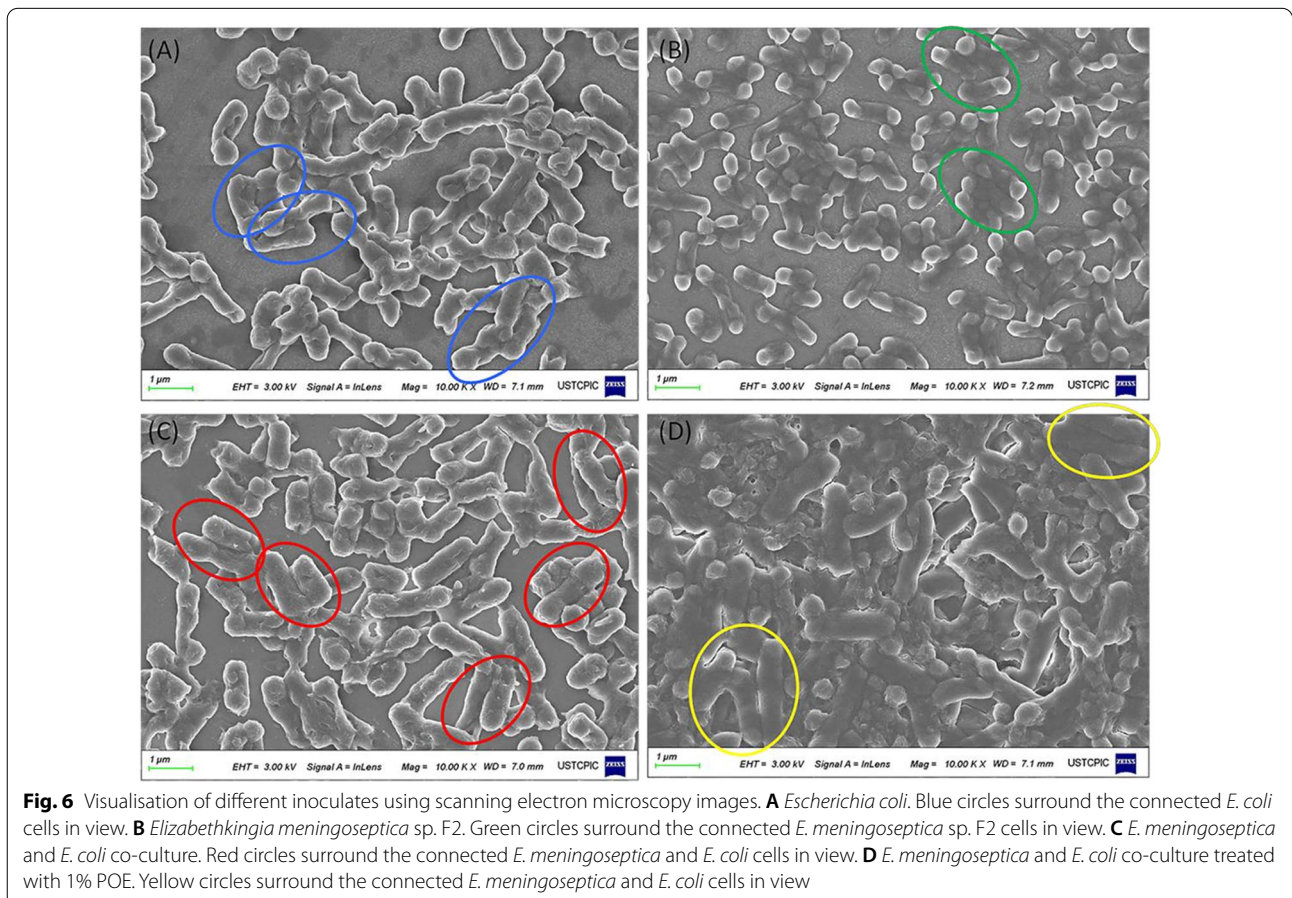 (A)
(B)
1 µm EHT = 3.00 kV Signal A = InLens Mag = 10.00 K X WD = 7.1 mm USTCPIC ZEISS
1 µm EHT = 3.00 kV Signal A = InLens Mag = 10.00 K X WD = 7.2 mm USTCPIC ZEISS
(C)
(D)
1 µm EHT = 3.00 kV Signal A = InLens Mag = 10.00 K X WD = 7.0 mm USTCPIC ZEISS
1 µm EHT = 3.00 kV Signal A = InLens Mag = 10.00 K X WD = 7.1 mm USTCPIC ZEISS
Fig. 6 Visualisation of different inoculates using scanning electron microscopy images. A Escherichia coli. Blue circles surround the connected E. coli
cells in view. B Elizabethkingia meningoseptica sp. F2. Green circles surround the connected E. meningoseptica sp. F2 cells in view. C E. meningoseptica
and E. coli co-culture. Red circles surround the connected E. meningoseptica and E. coli cells in view. D E. meningoseptica and E. coli co-culture treated
with 1% POE. Yellow circles surround the connected E. meningoseptica and E. coli cells in view